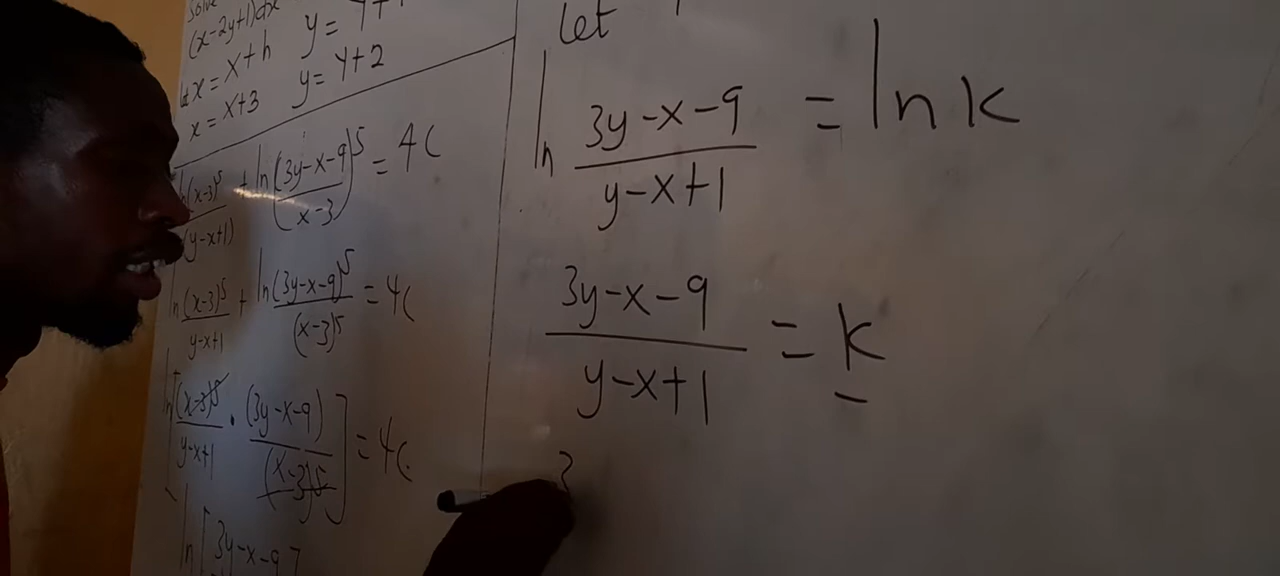 Solve
(x-2y+1)dx y = Y+1
let x = X+h y = Y+2
x = X+3
ln (x-3)^5/(y-x+1) + ln ((3y-x-9)/(x-3))^5 = 4C
ln (x-3)^5/y-x+1 + ln (3y-x-9)^5/(x-3)^5 = 4C
ln [(x-3)^5/y-x+1 · (3y-x-9)/(x-3)^5] = 4C
ln [3y-x-9]
let
ln 3y-x-9/y-x+1 = ln k
3y-x-9/y-x+1 = k
3